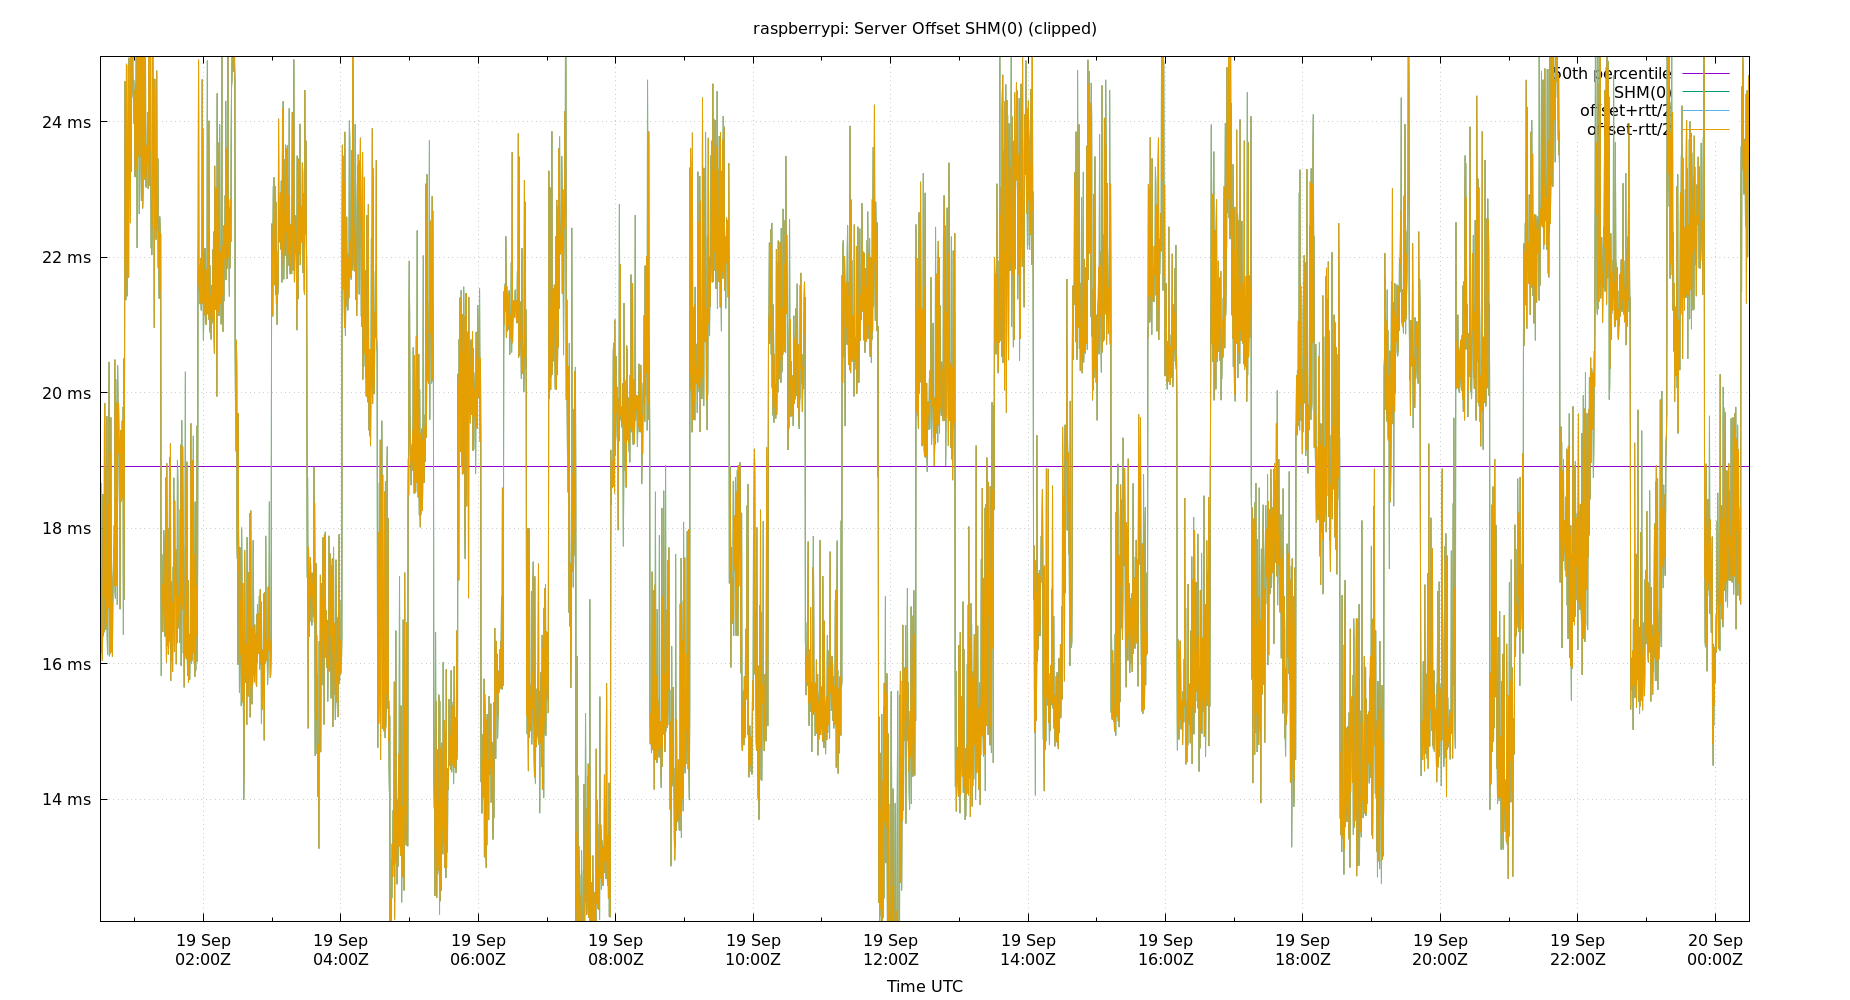 raspberrypi: Server Offset SHM(0) (clipped)
50th percentile
SHM(0)
offset+rtt/2
offset-rtt/2
24 ms
22 ms
20 ms
18 ms
16 ms
14 ms
19 Sep 19 Sep 19 Sep 19 Sep 19 Sep 19 Sep 19 Sep 19 Sep 19 Sep 19 Sep 19 Sep 20 Sep
02:00Z 04:00Z 06:00Z 08:00Z 10:00Z 12:00Z 14:00Z 16:00Z 18:00Z 20:00Z 22:00Z 00:00Z
Time UTC